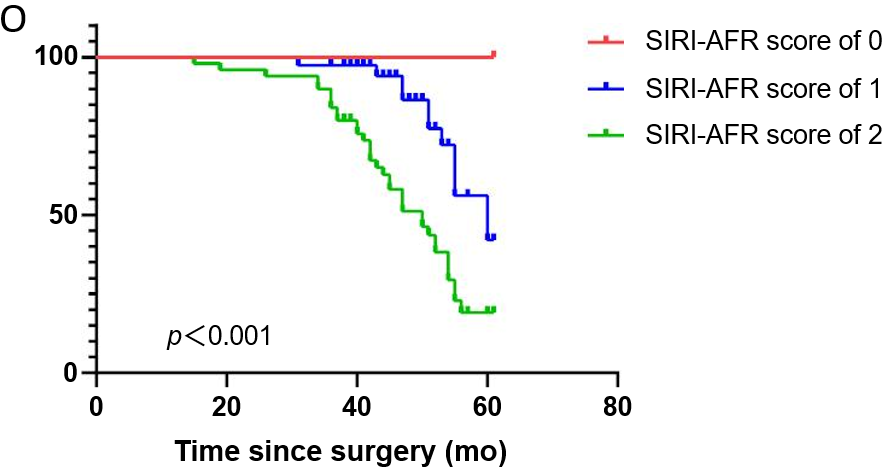 O
SIRI-AFR score of 0
SIRI-AFR score of 1
SIRI-AFR score of 2
100
50
0
p<0.001
0 20 40 60 80
Time since surgery (mo)